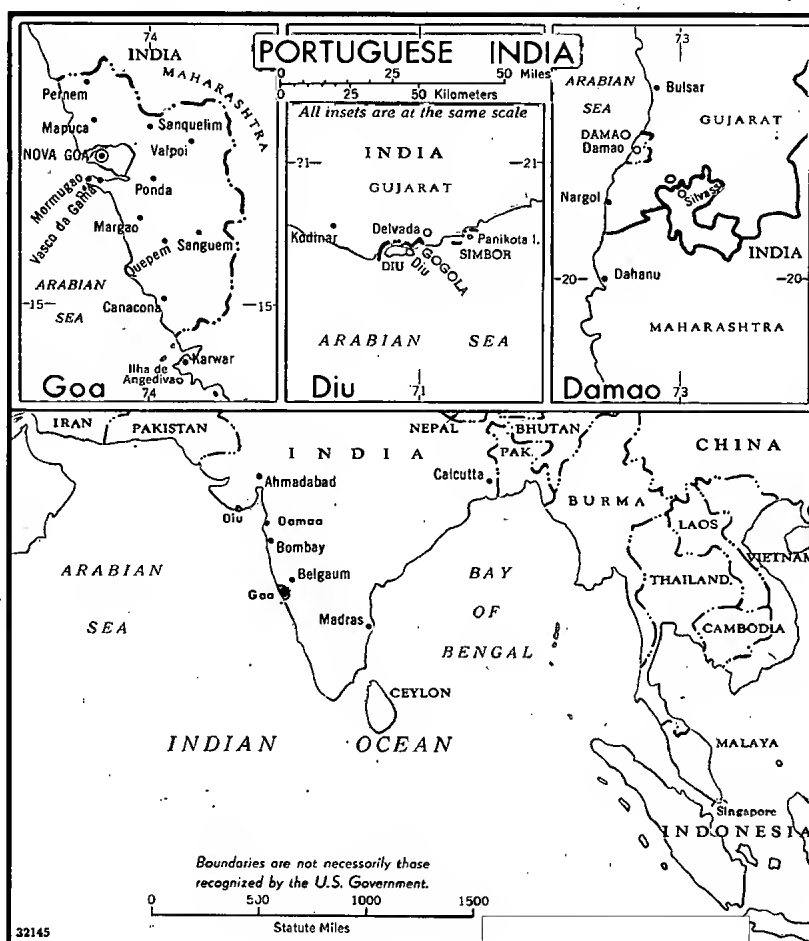 PORTUGUESE INDIA
0 25 50 Miles
0 25 50 Kilometers
All insets are at the same scale
74
INDIA
MAHARASHTRA
Pernem
Mapuca
Sanquelim
Valpoi
NOVA GOA
Mormugao
Vasco da Gama
Ponda
Margao
Quepem
Sanguem
ARABIAN
SEA
15
15
Canacona
Karwar
Ilha de
Angedivao
Goa
74
21
21
INDIA
GUJARAT
Kodinar
Delvada
Panikota I.
SIMBOR
GOGOLA
DIU
Diu
ARABIAN SEA
Diu
71
73
ARABIAN
SEA
Bulsar
GUJARAT
DAMAO
Damao
Nargol
Silvassa
INDIA
20
20
Dahanu
MAHARASHTRA
Damao
73
IRAN
PAKISTAN
NEPAL
BHUTAN
PAK.
CHINA
INDIA
Ahmadabad
Calcutta
BURMA
Diu
Damao
LAOS
Bombay
VIETNAM
ARABIAN
SEA
Belgaum
Goa
BAY
OF
BENGAL
THAILAND
Madras
CAMBODIA
CEYLON
INDIAN OCEAN
MALAYA
Singapore
INDONESIA
Boundaries are not necessarily those
recognized by the U.S. Government.
0 500 1000 1500
Statute Miles
32145